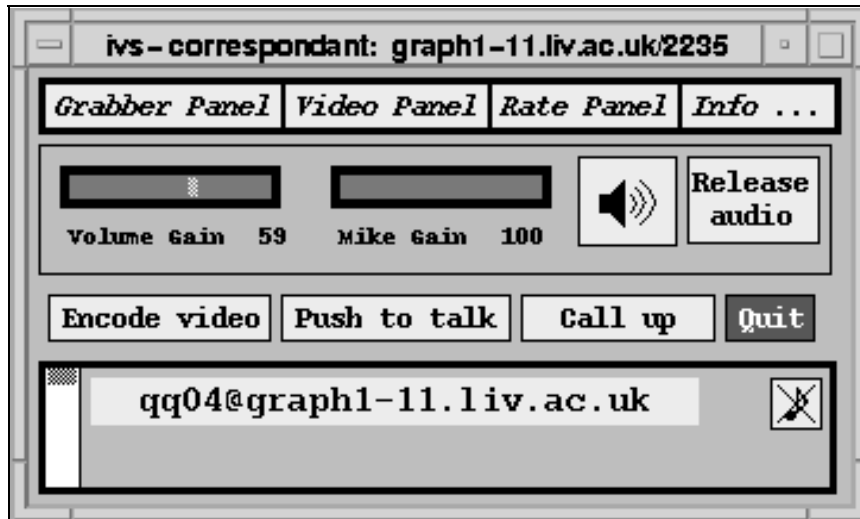 ivs-correspondant: graph1-11.liv.ac.uk/2235
Grabber Panel Video Panel Rate Panel Info ...
Release
audio
Volume Gain 59 Mike Gain 100
Encode video Push to talk Call up Quit
qq04@graph1-11.liv.ac.uk